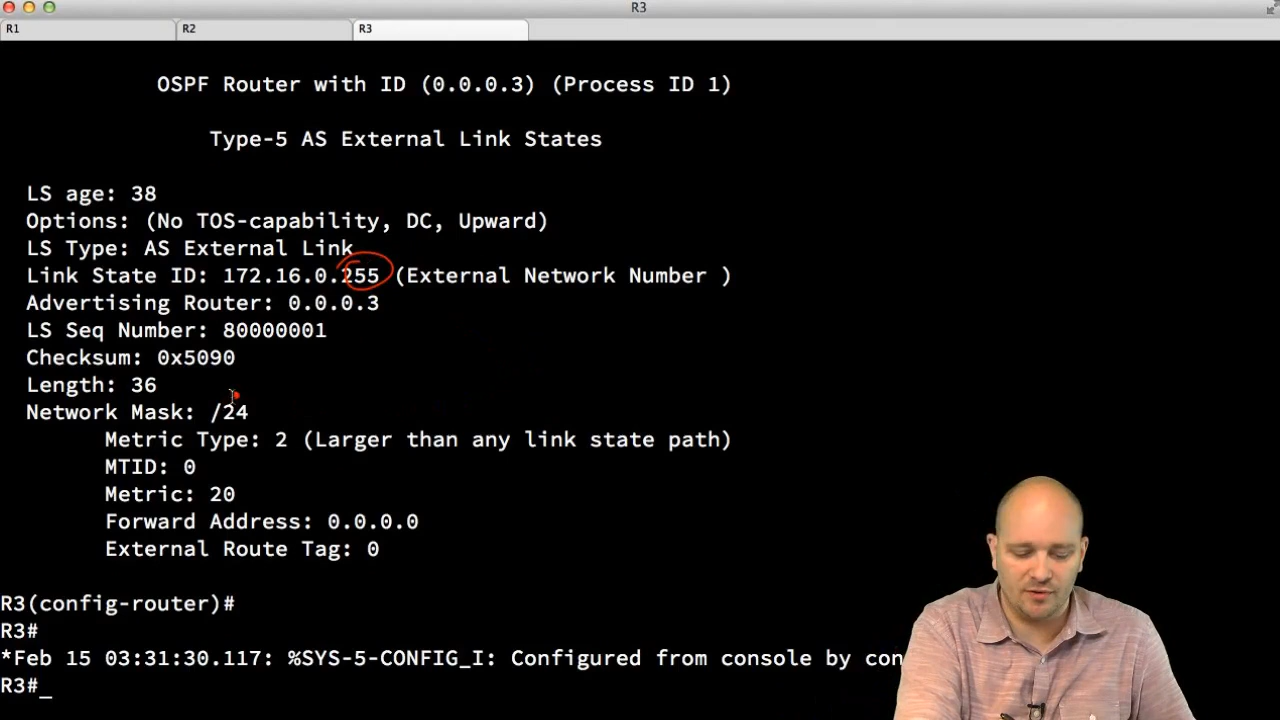 R3
R1 R2 R3
OSPF Router with ID (0.0.0.3) (Process ID 1)
Type-5 AS External Link States
LS age: 38
Options: (No TOS-capability, DC, Upward)
LS Type: AS External Link
Link State ID: 172.16.0.255 (External Network Number )
Advertising Router: 0.0.0.3
LS Seq Number: 80000001
Checksum: 0x5090
Length: 36
Network Mask: /24
Metric Type: 2 (Larger than any link state path)
MTID: 0
Metric: 20
Forward Address: 0.0.0.0
External Route Tag: 0
R3(config-router)#
R3#
*Feb 15 03:31:30.117: %SYS-5-CONFIG_I: Configured from console by con
R3#_